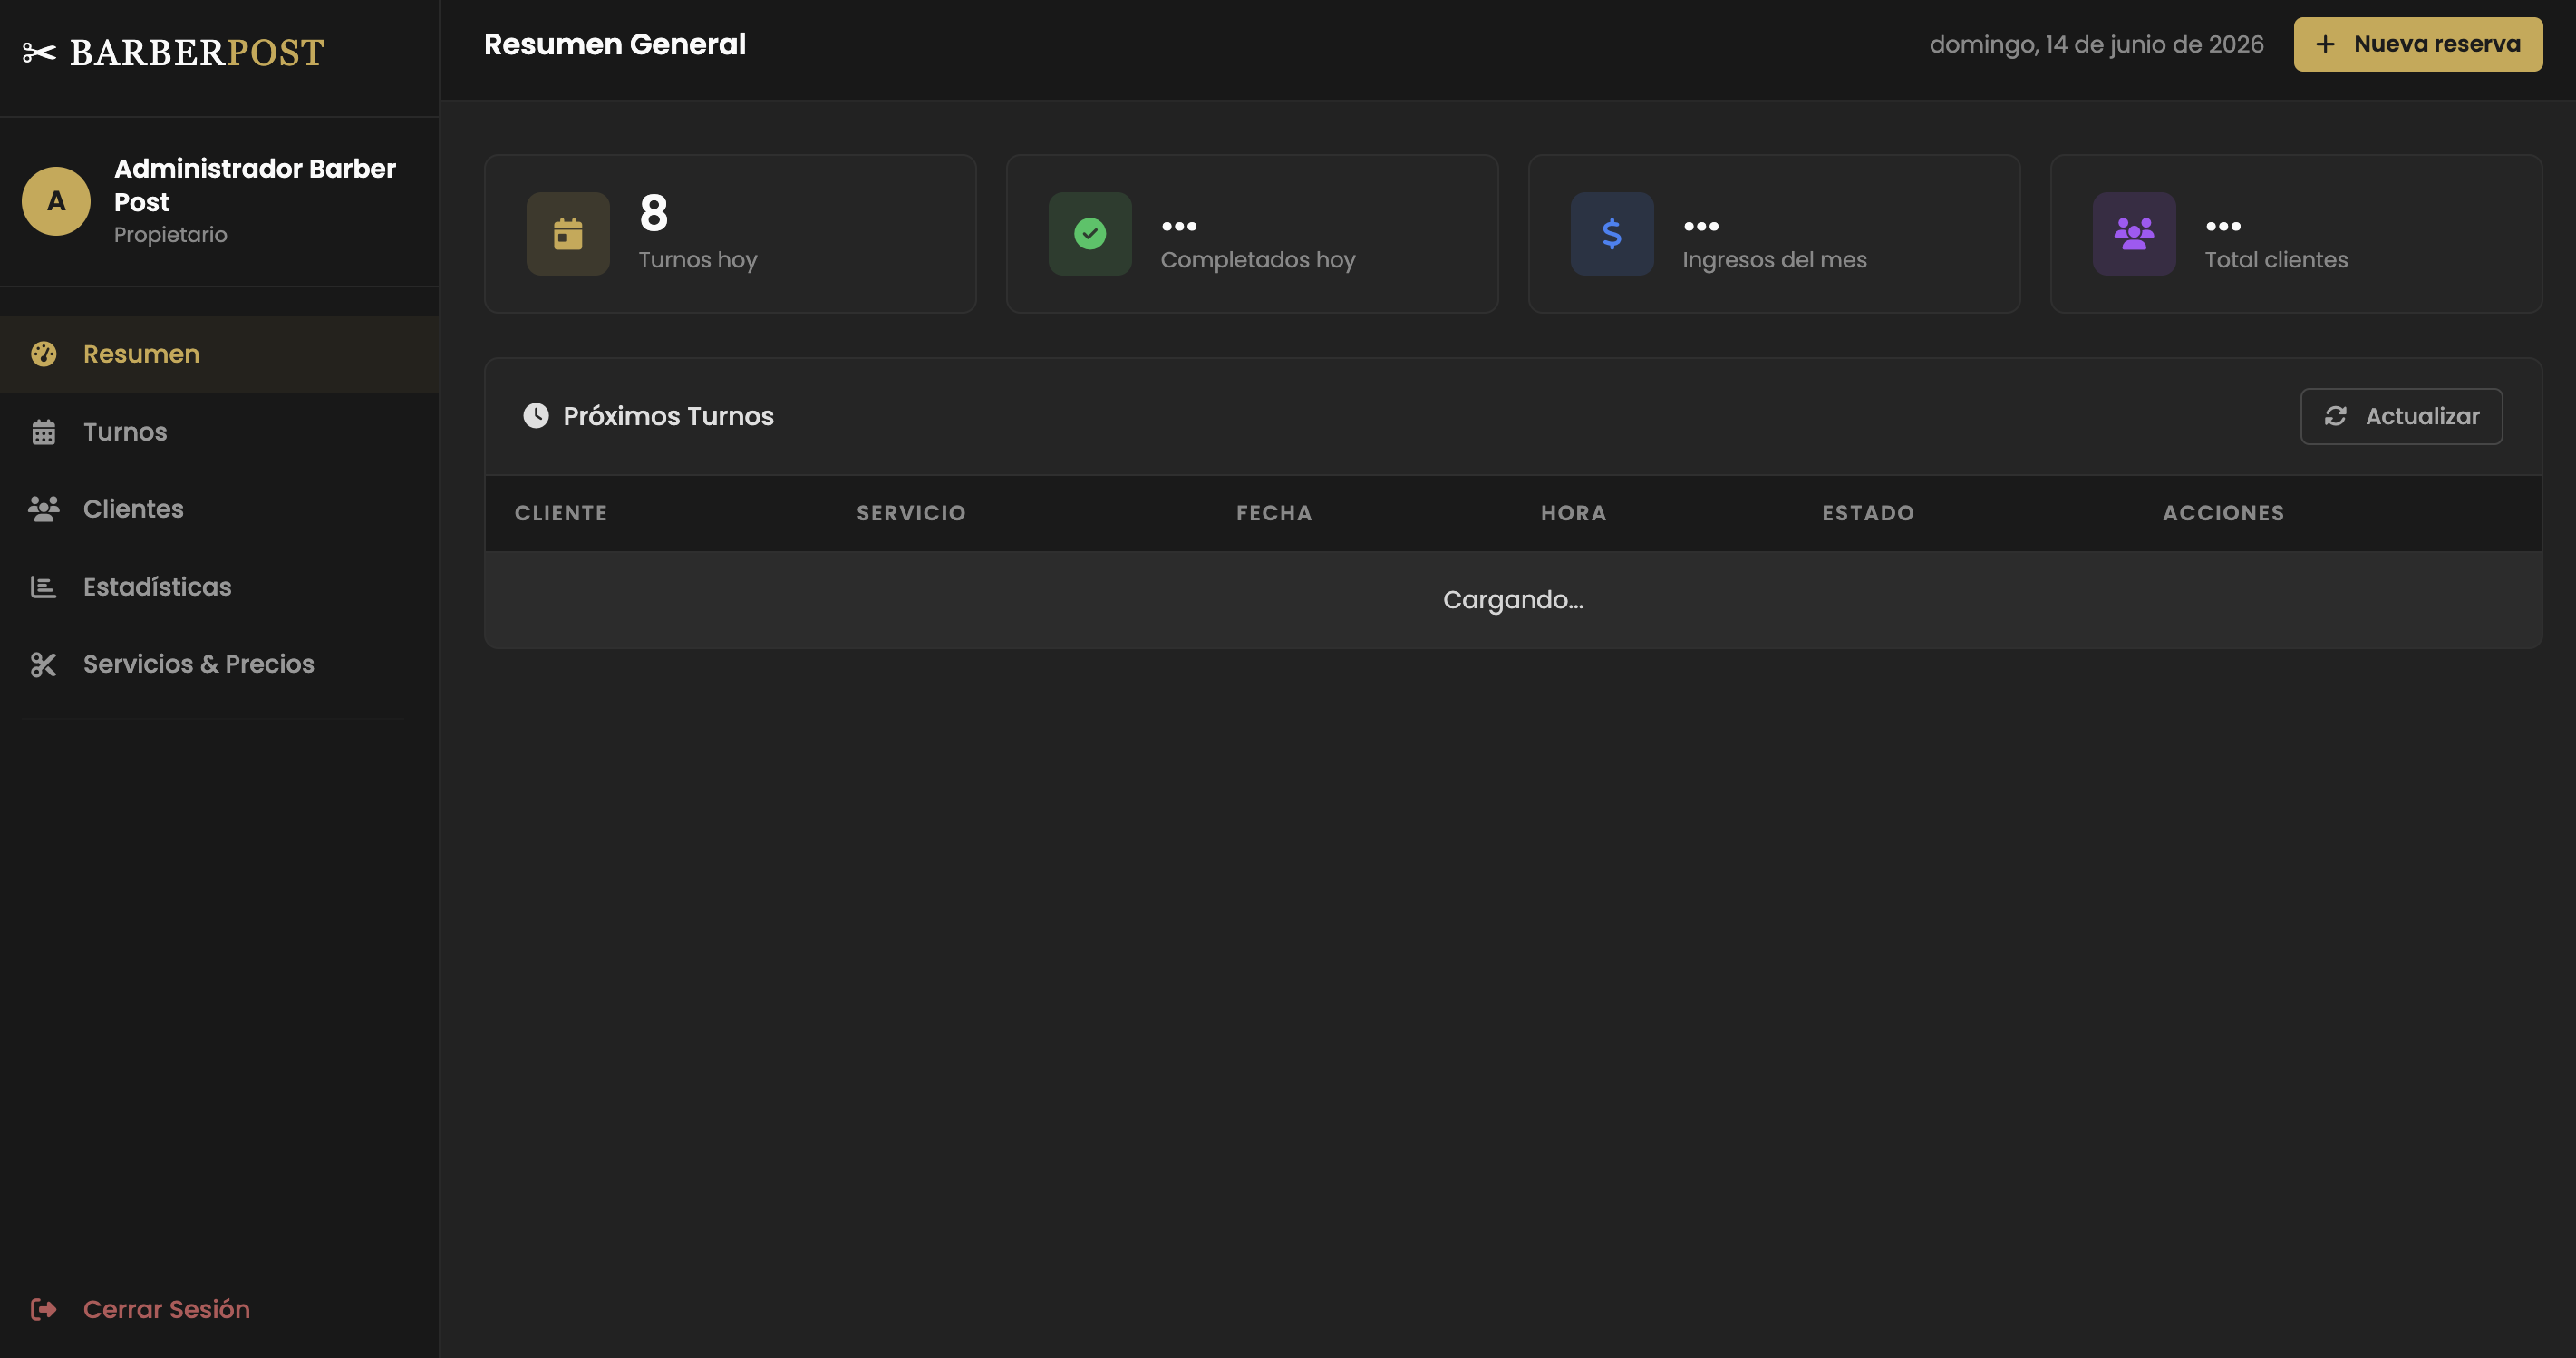 BARBERPOST
A
Administrador Barber
Post
Propietario
Resumen
Turnos
Clientes
Estadísticas
Servicios & Precios
Cerrar Sesión
Resumen General
domingo, 14 de junio de 2026
+ Nueva reserva
8
Turnos hoy
...
Completados hoy
$
...
Ingresos del mes
...
Total clientes
Próximos Turnos
Actualizar
CLIENTE SERVICIO FECHA HORA ESTADO ACCIONES
Cargando...